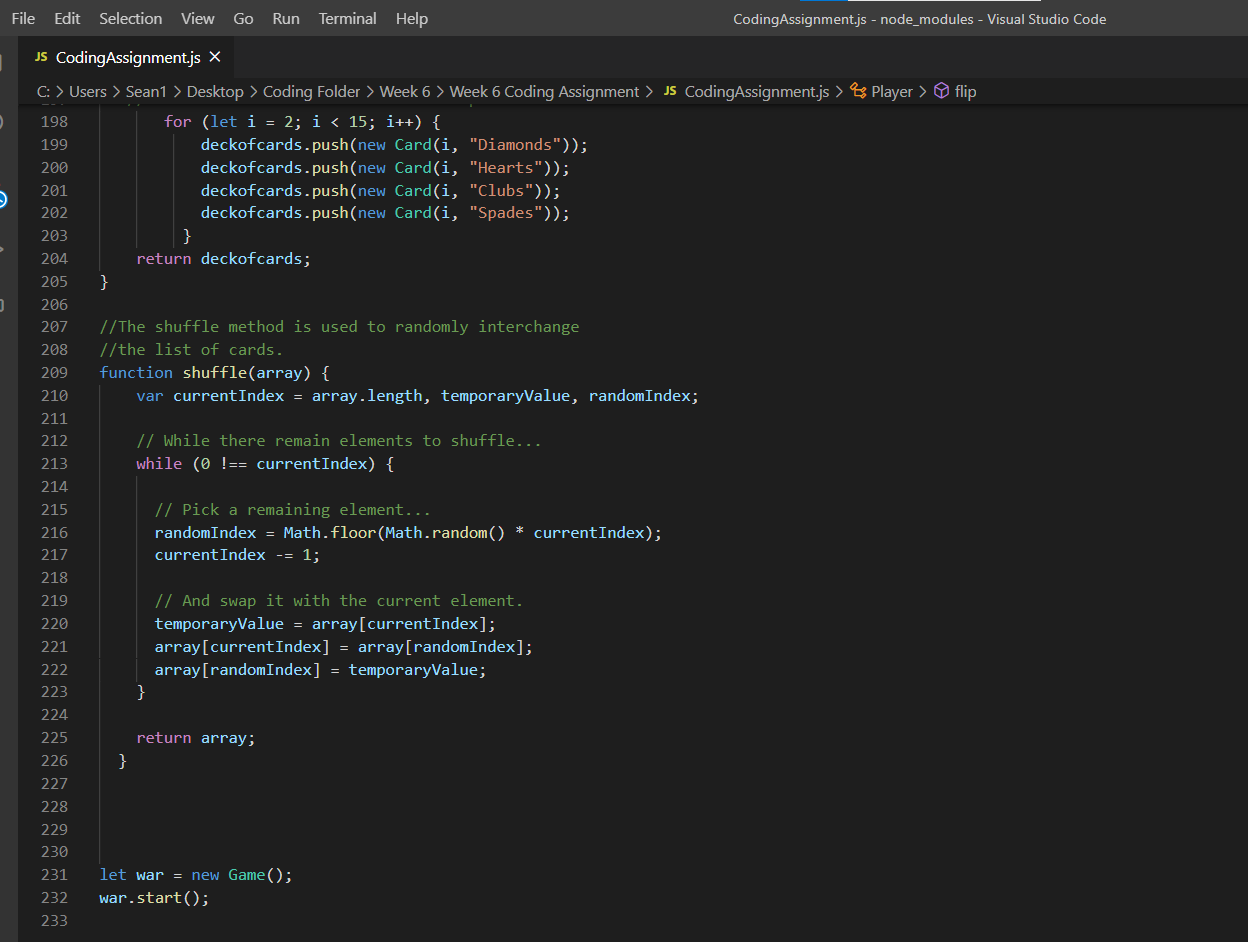 File Edit Selection View Go Run Terminal Help CodingAssignment.js - node_modules - Visual Studio Code
JS CodingAssignment.js ×
C: > Users > Sean1 > Desktop > Coding Folder > Week 6 > Week 6 Coding Assignment > JS CodingAssignment.js > Player > flip
198 for (let i = 2; i < 15; i++) {
199 deckofcards.push(new Card(i, "Diamonds"));
200 deckofcards.push(new Card(i, "Hearts"));
201 deckofcards.push(new Card(i, "Clubs"));
202 deckofcards.push(new Card(i, "Spades"));
203 }
204 return deckofcards;
205 }
206
207 //The shuffle method is used to randomly interchange
208 //the list of cards.
209 function shuffle(array) {
210 var currentIndex = array.length, temporaryValue, randomIndex;
211
212 // While there remain elements to shuffle...
213 while (0 !== currentIndex) {
214
215 // Pick a remaining element...
216 randomIndex = Math.floor(Math.random() * currentIndex);
217 currentIndex -= 1;
218
219 // And swap it with the current element.
220 temporaryValue = array[currentIndex];
221 array[currentIndex] = array[randomIndex];
222 array[randomIndex] = temporaryValue;
223 }
224
225 return array;
226 }
227
228
229
230
231 let war = new Game();
232 war.start();
233